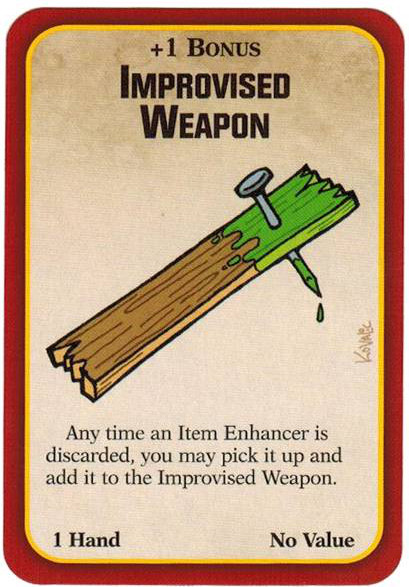 +1 Bonus
Improvised
Weapon
Kovalic
Any time an Item Enhancer is
discarded, you may pick it up and
add it to the Improvised Weapon.
1 Hand
No Value